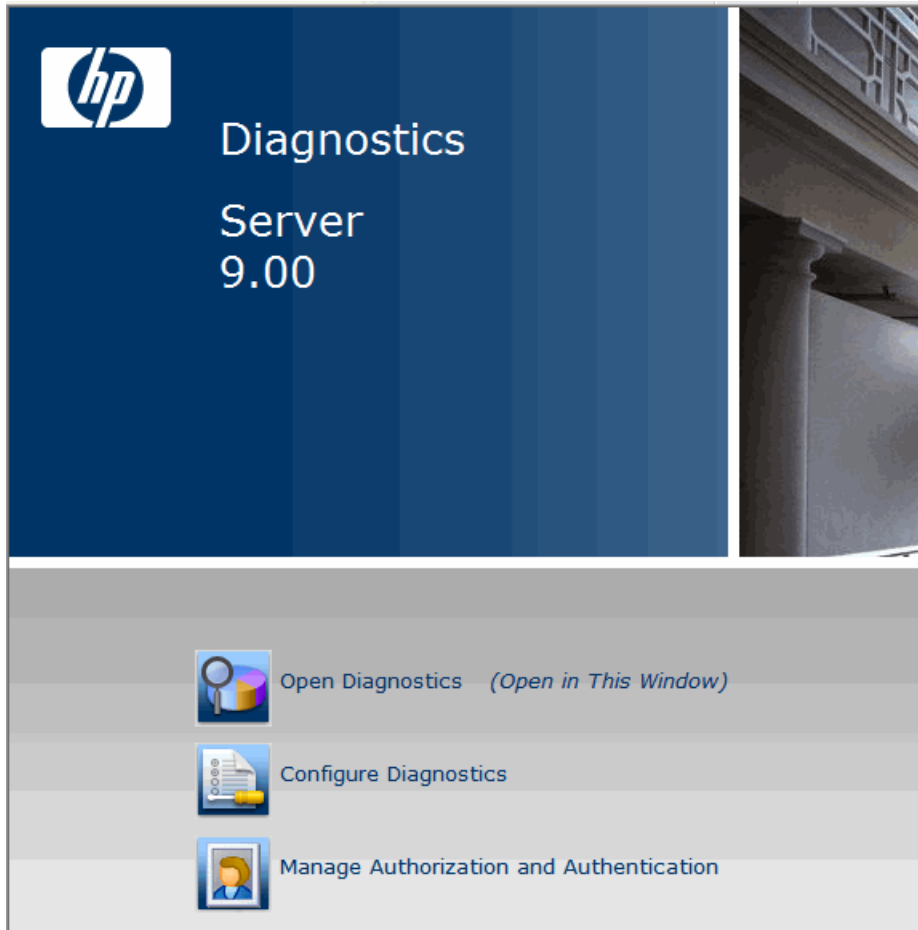 hp
Diagnostics
Server
9.00
Open Diagnostics (Open in This Window)
Configure Diagnostics
Manage Authorization and Authentication